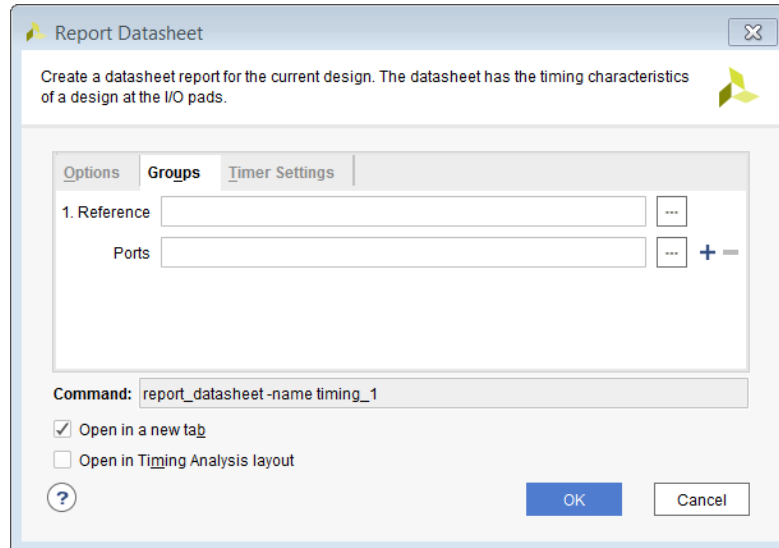 Report Datasheet
Create a datasheet report for the current design. The datasheet has the timing characteristics
of a design at the I/O pads.
Options Groups Timer Settings
1. Reference ...
Ports ...
Command: report_datasheet -name timing_1
Open in a new tab
Open in Timing Analysis layout
? OK Cancel